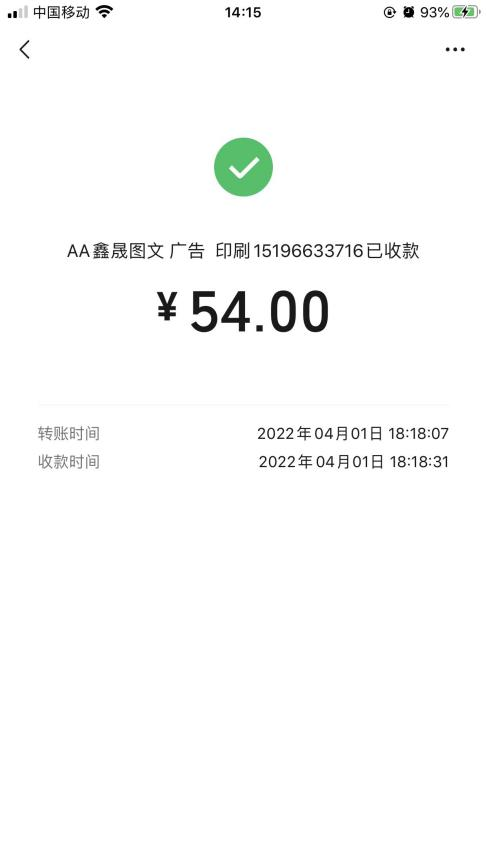 中国移动 14:15 93%
AA鑫晟图文 广告 印刷15196633716已收款
¥54.00
转账时间 2022年04月01日 18:18:07
收款时间 2022年04月01日 18:18:31